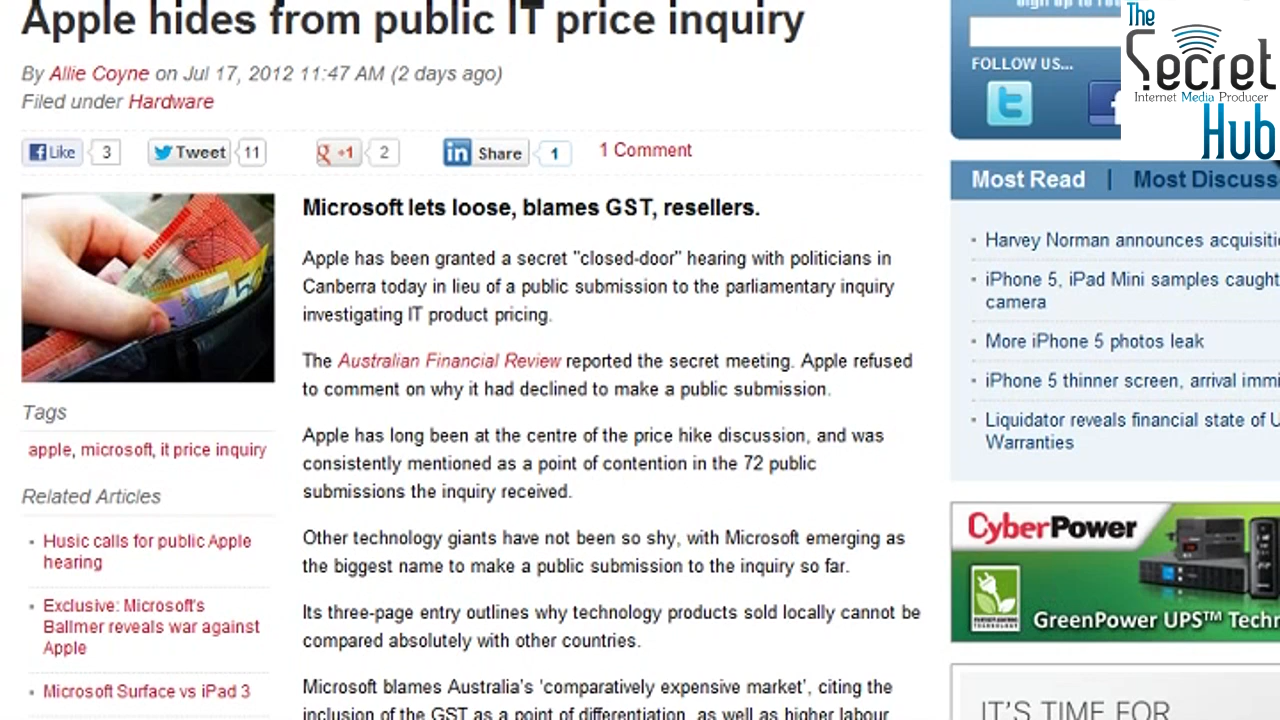 Apple hides from public IT price inquiry
By Allie Coyne on Jul 17, 2012 11:47 AM (2 days ago)
Filed under Hardware
Like 3 Tweet 11 +1 2 in Share 1 1 Comment
Microsoft lets loose, blames GST, resellers.
Apple has been granted a secret "closed-door" hearing with politicians in
Canberra today in lieu of a public submission to the parliamentary inquiry
investigating IT product pricing.
The Australian Financial Review reported the secret meeting. Apple refused
to comment on why it had declined to make a public submission.
Apple has long been at the centre of the price hike discussion, and was
consistently mentioned as a point of contention in the 72 public
submissions the inquiry received.
Other technology giants have not been so shy, with Microsoft emerging as
the biggest name to make a public submission to the inquiry so far.
Its three-page entry outlines why technology products sold locally cannot be
compared absolutely with other countries.
Microsoft blames Australia's 'comparatively expensive market', citing the
inclusion of the GST as a point of differentiation, as well as higher labour
Tags
apple, microsoft, it price inquiry
Related Articles
Husic calls for public Apple
hearing
Exclusive: Microsoft's
Ballmer reveals war against
Apple
Microsoft Surface vs iPad 3
The
Secret
Internet Media Producer
Hub
FOLLOW US...
Most Read | Most Discuss
Harvey Norman announces
iPhone 5, iPad Mini samples caught
camera
More iPhone 5 photos leak
iPhone 5 thinner screen, arrival
Liquidator reveals financial state of
Warranties
CyberPower
GreenPower UPS™
IT'S TIME FOR